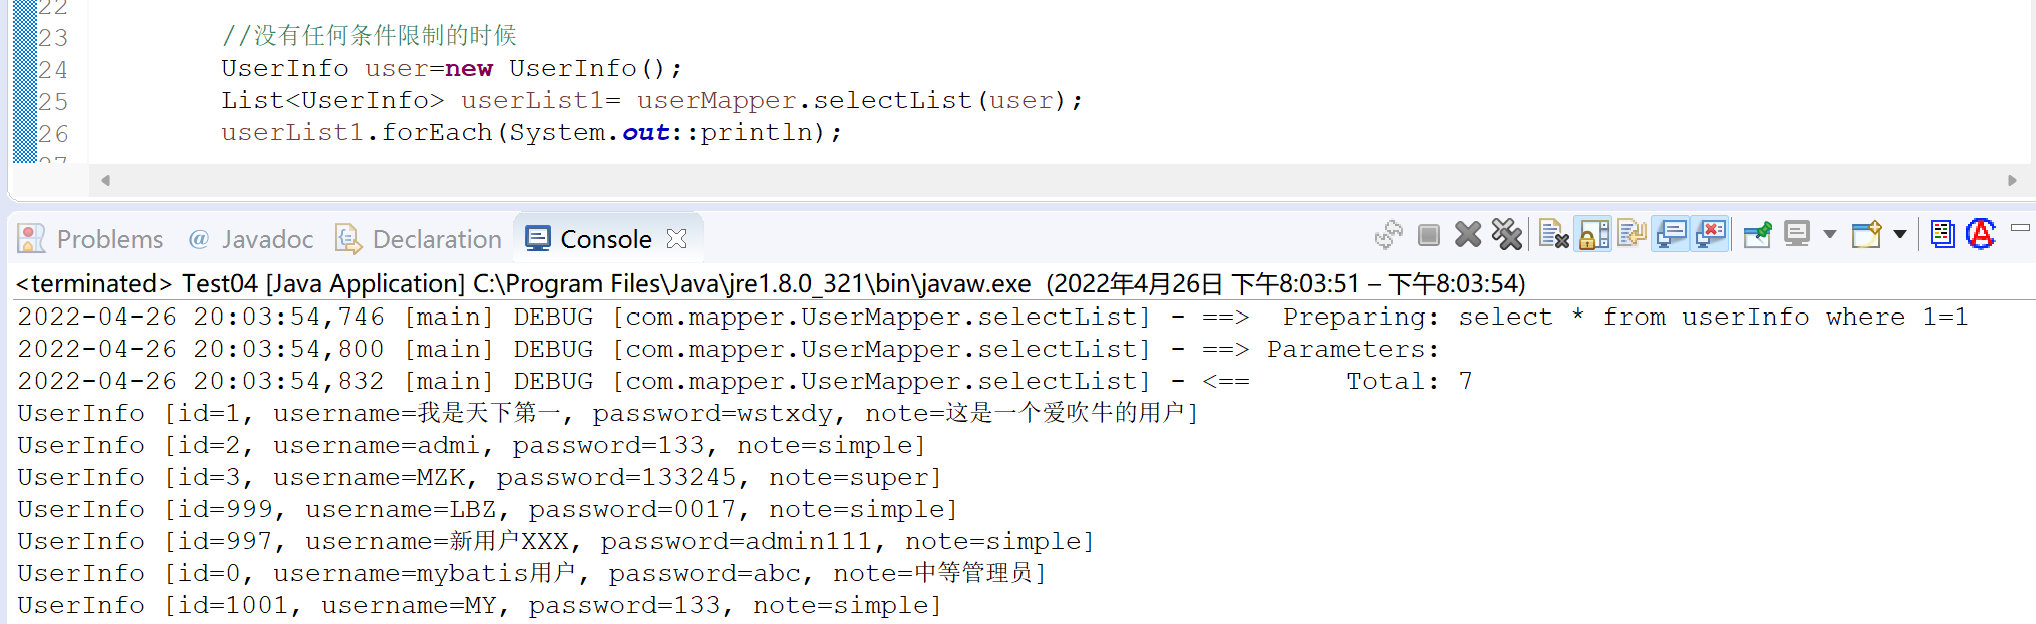 22
23 //没有任何条件限制的时候
24 UserInfo user=new UserInfo();
25 List<UserInfo> userList1= userMapper.selectList(user);
26 userList1.forEach(System.out::println);
27
Problems @ Javadoc Declaration Console
<terminated> Test04 [Java Application] C:\Program Files\Java\jre1.8.0_321\bin\javaw.exe (2022年4月26日 下午8:03:51 – 下午8:03:54)
2022-04-26 20:03:54,746 [main] DEBUG [com.mapper.UserMapper.selectList] - ==>  Preparing: select * from userInfo where 1=1
2022-04-26 20:03:54,800 [main] DEBUG [com.mapper.UserMapper.selectList] - ==> Parameters:
2022-04-26 20:03:54,832 [main] DEBUG [com.mapper.UserMapper.selectList] - <==      Total: 7
UserInfo [id=1, username=我是天下第一, password=wstxdy, note=这是一个爱吹牛的用户]
UserInfo [id=2, username=admi, password=133, note=simple]
UserInfo [id=3, username=MZK, password=133245, note=super]
UserInfo [id=999, username=LBZ, password=0017, note=simple]
UserInfo [id=997, username=新用户XXX, password=admin111, note=simple]
UserInfo [id=0, username=mybatis用户, password=abc, note=中等管理员]
UserInfo [id=1001, username=MY, password=133, note=simple]